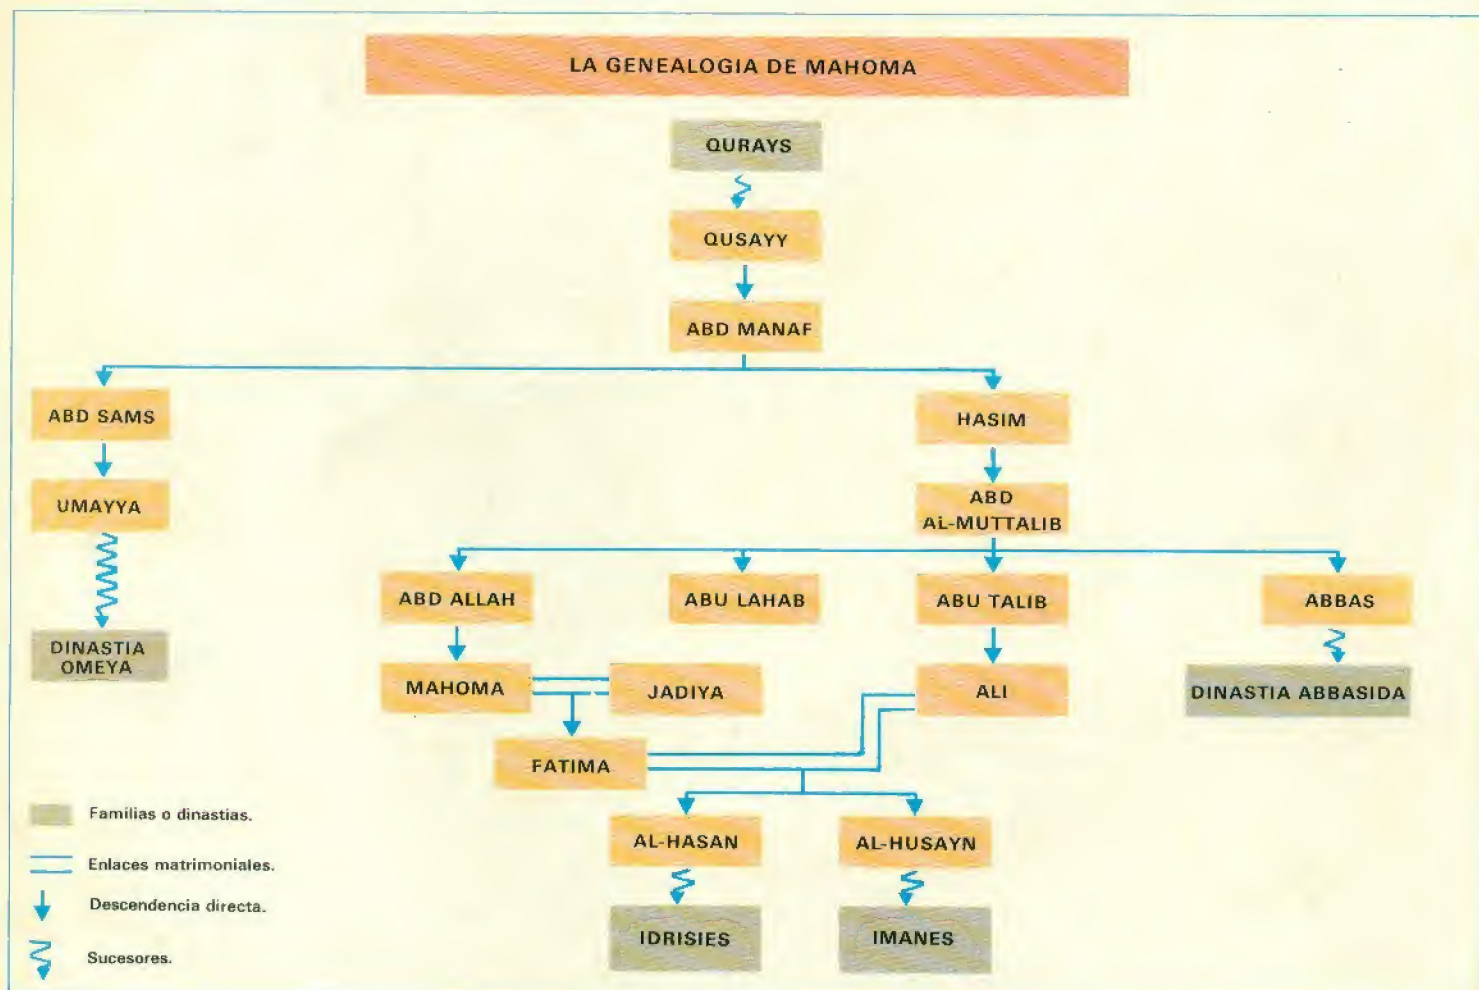 LA GENEALOGIA DE MAHOMA
QURAYS
QUSAYY
ABD MANAF
ABD SAMS
HASIM
UMAYYA
ABD
AL-MUTTALIB
ABD ALLAH
ABU LAHAB
ABU TALIB
ABBAS
DINASTIA
OMEYA
MAHOMA
JADIYA
ALI
DINASTIA ABBASIDA
FATIMA
AL-HASAN
AL-HUSAYN
IDRISIES
IMANES
Familias o dinastias.
Enlaces matrimoniales.
Descendencia directa.
Sucesores.